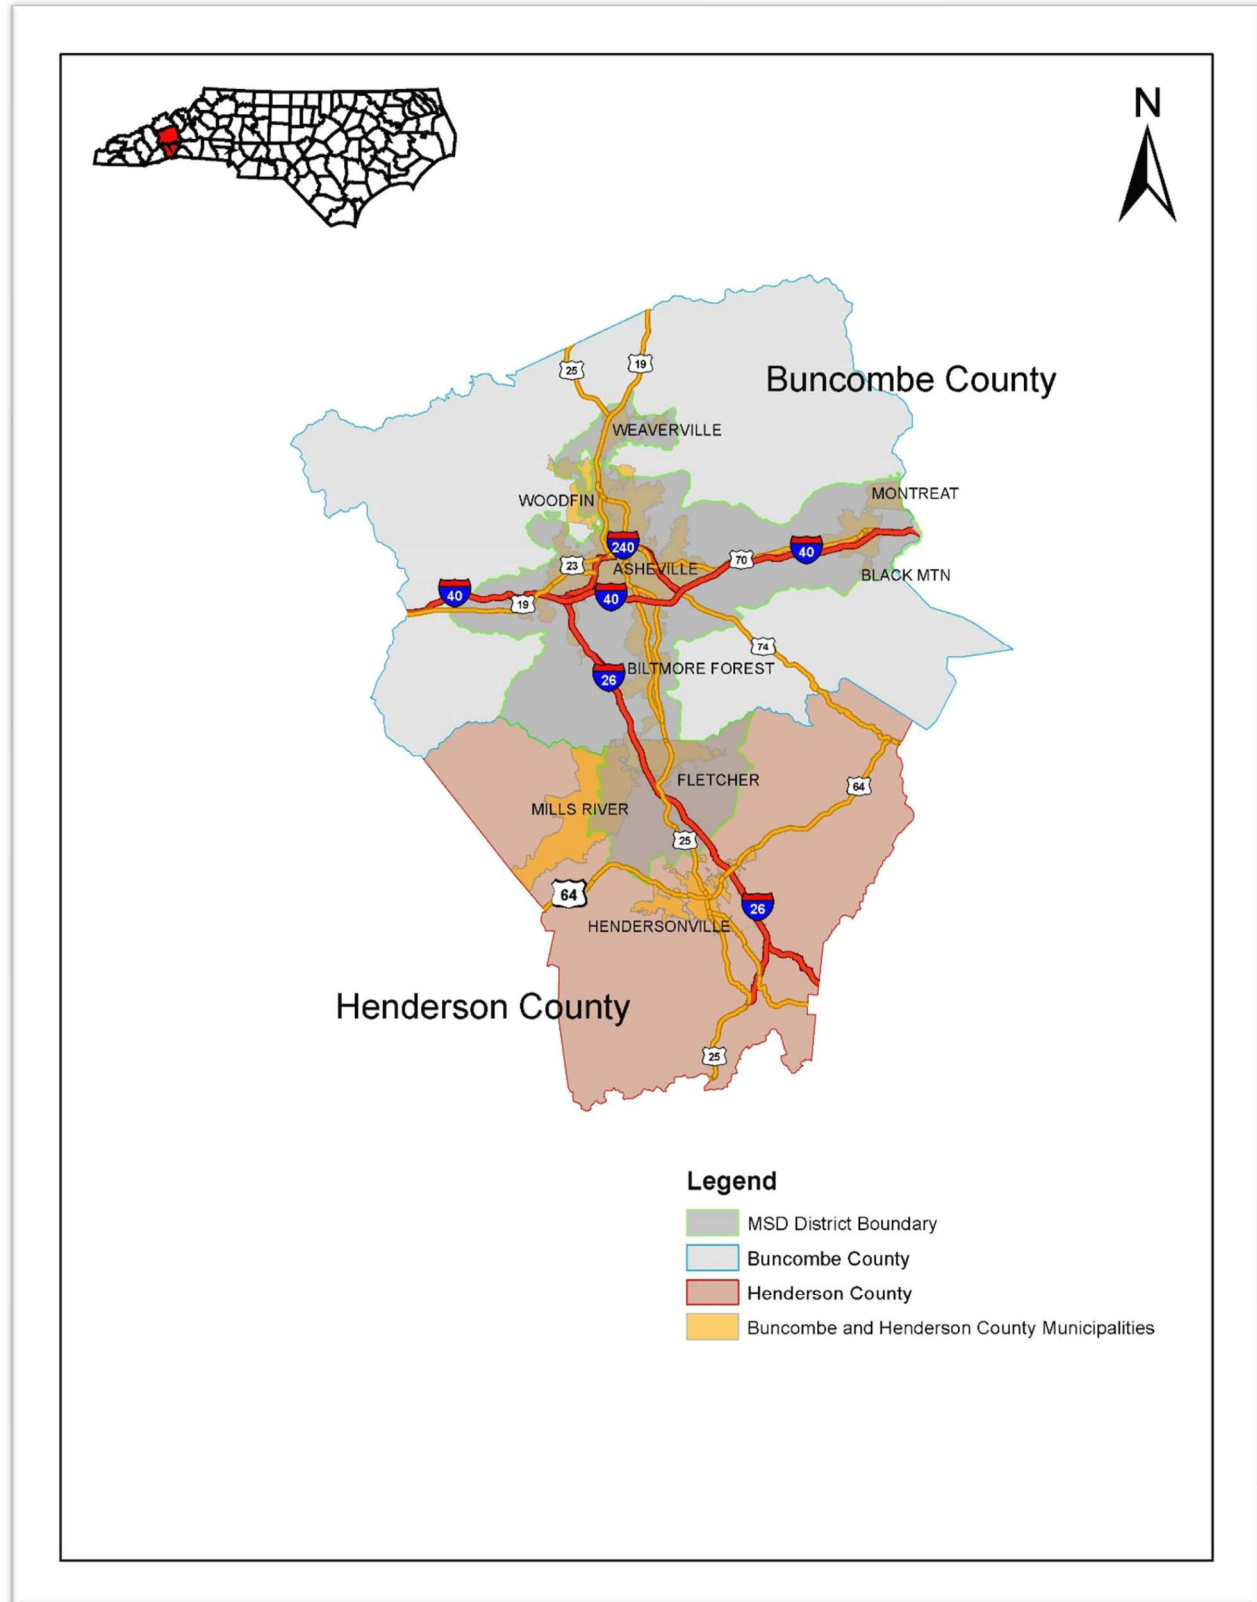 N
Buncombe County
25
19
WEAVERVILLE
MONTREAT
WOODFIN
240
40
70
23
ASHEVILLE
BLACK MTN
40
40
19
74
BILTMORE FOREST
26
FLETCHER
64
MILLS RIVER
25
64
26
HENDERSONVILLE
Henderson County
25
Legend
MSD District Boundary
Buncombe County
Henderson County
Buncombe and Henderson County Municipalities